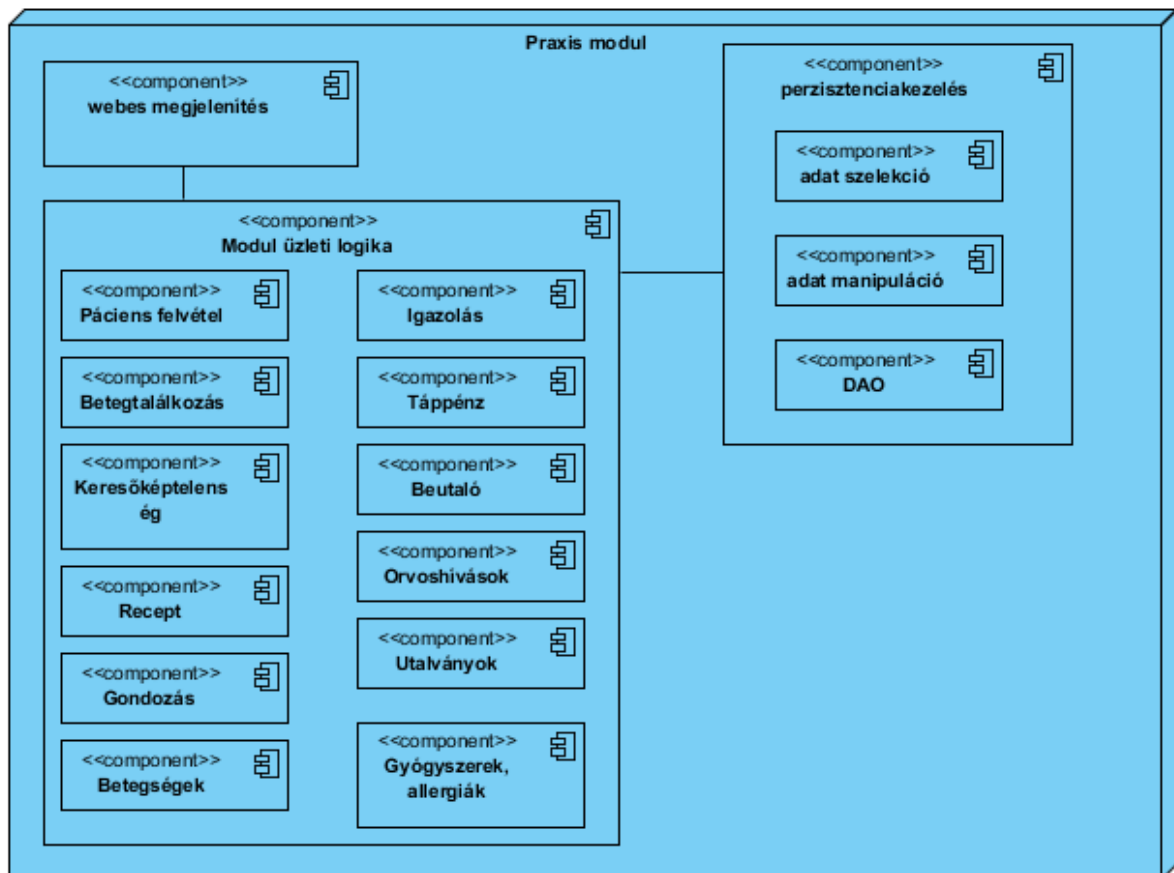 Praxis modul
<<component>>
webes megjelenítés
<<component>>
Modul üzleti logika
<<component>>
Páciens felvétel
<<component>>
Igazolás
<<component>>
Betegtalálkozás
<<component>>
Táppénz
<<component>>
Keresőképtelens
ég
<<component>>
Beutaló
<<component>>
Orvoshívások
<<component>>
Recept
<<component>>
Utalványok
<<component>>
Gondozás
<<component>>
Gyógyszerek,
allergiák
<<component>>
Betegségek
<<component>>
perzisztenciakezelés
<<component>>
adat szelekció
<<component>>
adat manipuláció
<<component>>
DAO